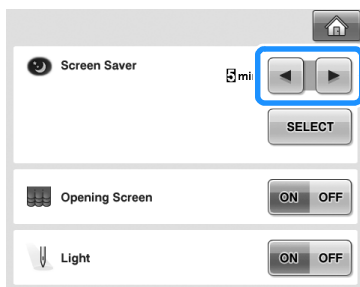 Screen Saver
5 mi
SELECT
Opening Screen
ON OFF
Light
ON OFF